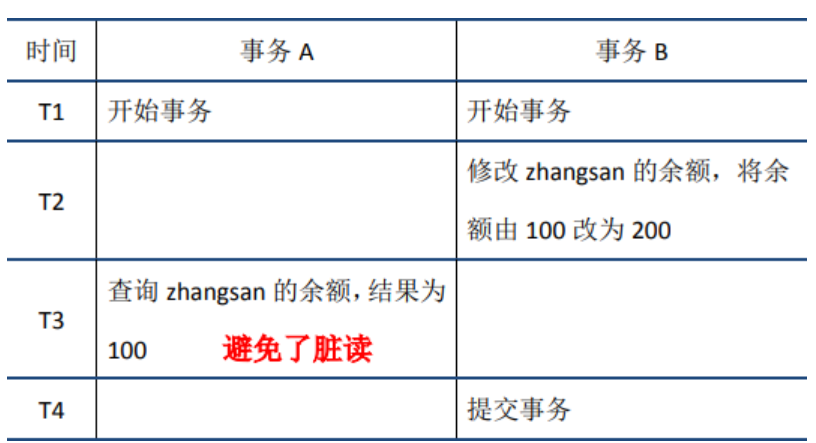 时间 事务 A 事务 B
T1 开始事务 开始事务
T2 修改 zhangsan 的余额，将余
额由 100 改为 200
T3 查询 zhangsan 的余额，结果为
100 避免了脏读
T4 提交事务